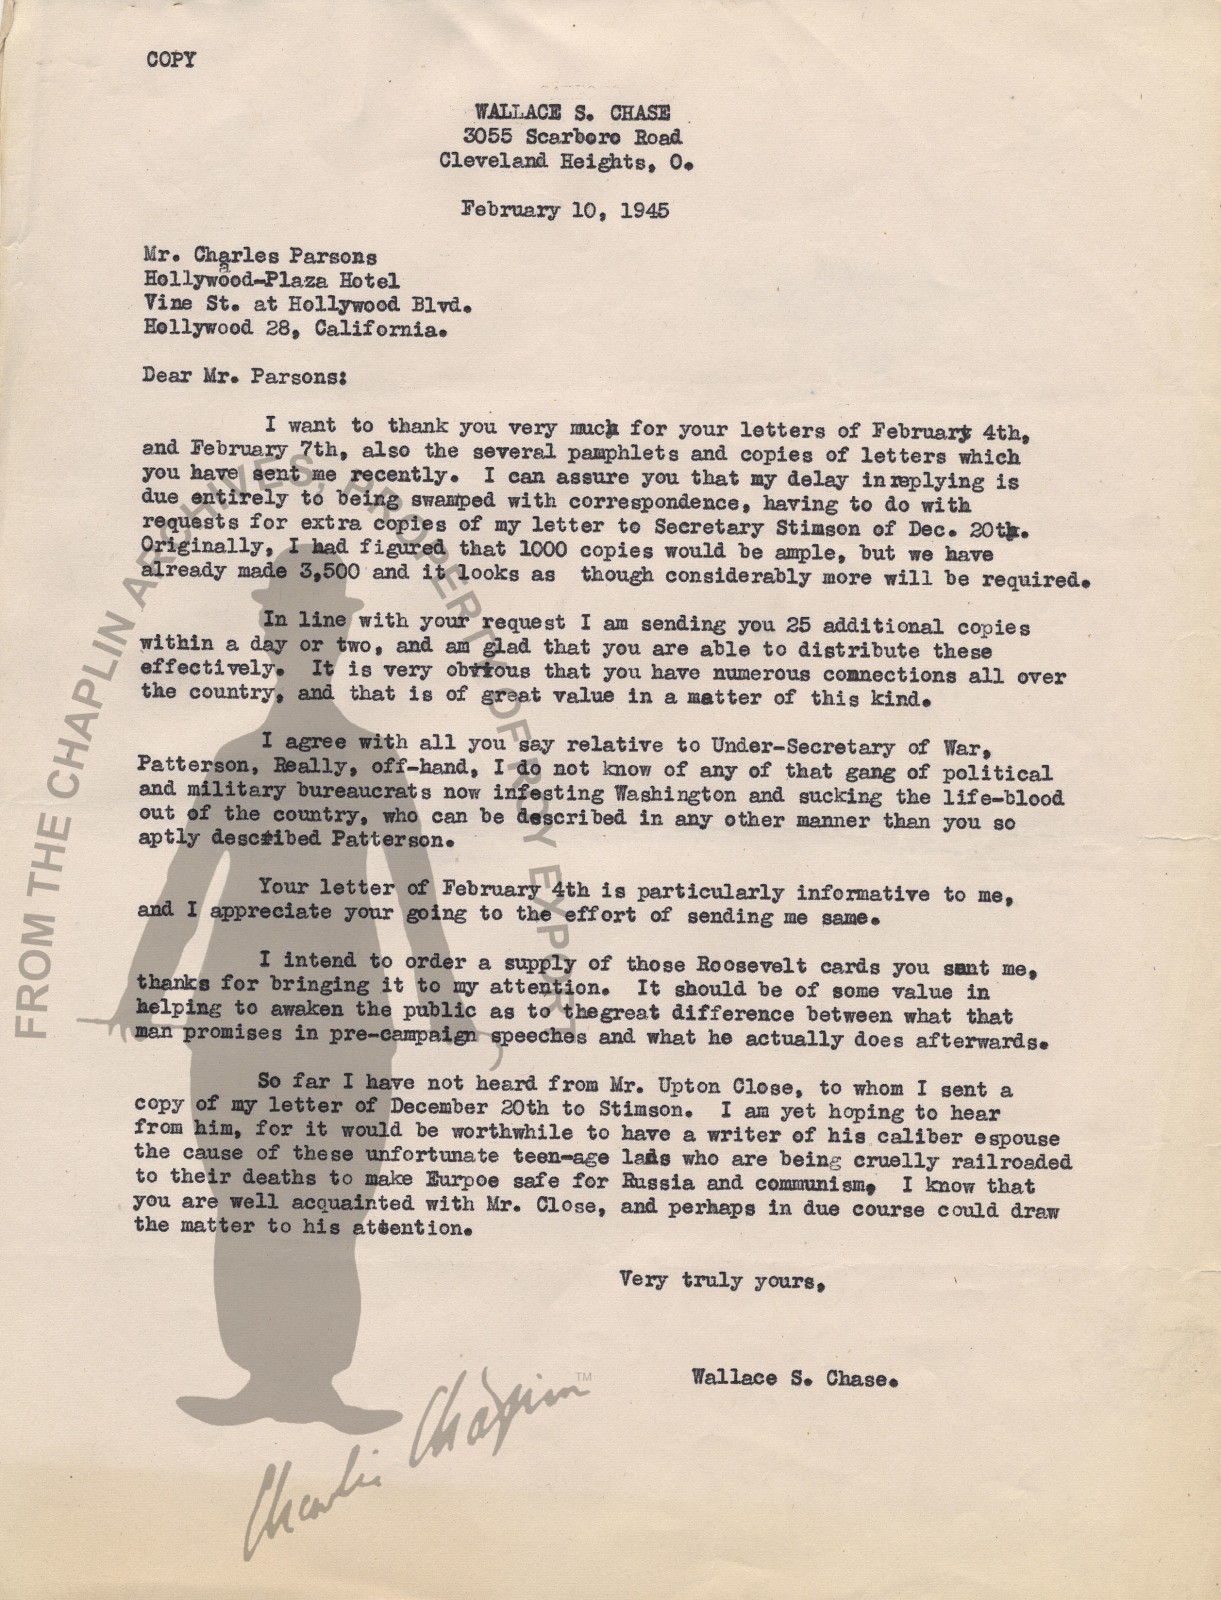 COPY
WALLACE S. CHASE
3055 Scarboro Road
Cleveland Heights, O.
February 10, 1945
Mr. Charles Parsons
Hollywood-Plaza Hotel
Vine St. at Hollywood Blvd.
Hollywood 28, California.
Dear Mr. Parsons:
I want to thank you very much for your letters of February 4th,
and February 7th, also the several pamphlets and copies of letters which
you have sent me recently. I can assure you that my delay in replying is
due entirely to being swamped with correspondence, having to do with
requests for extra copies of my letter to Secretary Stimson of Dec. 20th.
Originally, I had figured that 1000 copies would be ample, but we have
already made 3,500 and it looks as though considerably more will be required.
In line with your request I am sending you 25 additional copies
within a day or two, and am glad that you are able to distribute these
effectively. It is very obvious that you have numerous connections all over
the country, and that is of great value in a matter of this kind.
I agree with all you say relative to Under-Secretary of War,
Patterson, Really, off-hand, I do not know of any of that gang of political
and military bureaucrats now infesting Washington and sucking the life-blood
out of the country, who can be described in any other manner than you so
aptly described Patterson.
Your letter of February 4th is particularly informative to me,
and I appreciate your going to the effort of sending me same.
I intend to order a supply of those Roosevelt cards you sent me,
thanks for bringing it to my attention. It should be of some value in
helping to awaken the public as to thegreat difference between what that
man promises in pre-campaign speeches and what he actually does afterwards.
So far I have not heard from Mr. Upton Close, to whom I sent a
copy of my letter of December 20th to Stimson. I am yet hoping to hear
from him, for it would be worthwhile to have a writer of his caliber espouse
the cause of these unfortunate teen-age lads who are being cruelly railroaded
to their deaths to make Eurpoe safe for Russia and communism, I know that
you are well acquainted with Mr. Close, and perhaps in due course could draw
the matter to his attention.
Very truly yours,
Wallace S. Chase.
FROM THE CHAPLIN ARCHIVES, PROPERTY OF ROY EXPORT
Charlie Chaplin TM